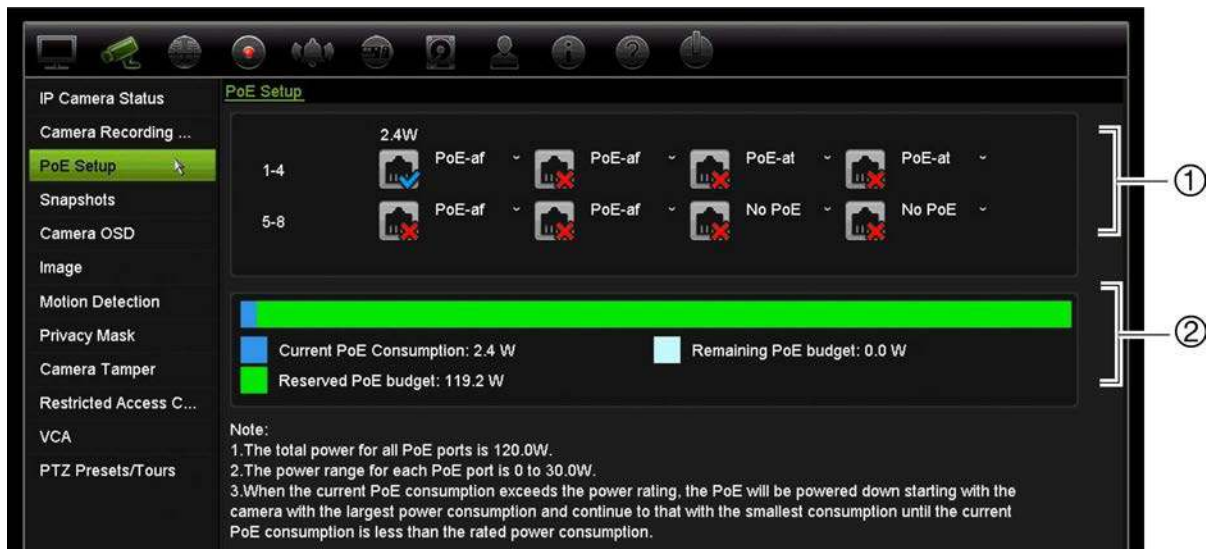 IP Camera Status
Camera Recording ...
PoE Setup
Snapshots
Camera OSD
Image
Motion Detection
Privacy Mask
Camera Tamper
Restricted Access C...
VCA
PTZ Presets/Tours
PoE Setup
2.4W
1-4 PoE-af PoE-af PoE-at PoE-at
5-8 PoE-af PoE-af No PoE No PoE
①
Current PoE Consumption: 2.4 W Remaining PoE budget: 0.0 W
Reserved PoE budget: 119.2 W
②
Note:
1.The total power for all PoE ports is 120.0W.
2.The power range for each PoE port is 0 to 30.0W.
3.When the current PoE consumption exceeds the power rating, the PoE will be powered down starting with the
camera with the largest power consumption and continue to that with the smallest consumption until the current
PoE consumption is less than the rated power consumption.